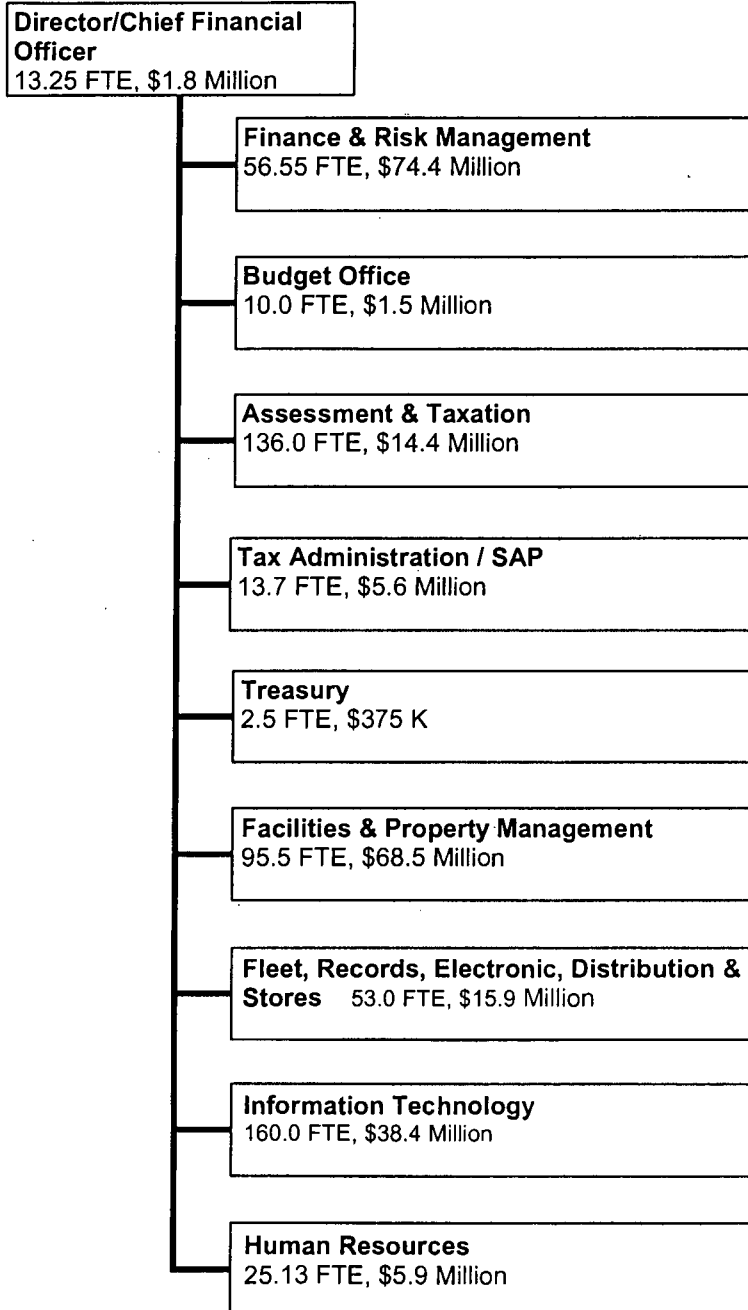 Director/Chief Financial
Officer
13.25 FTE, $1.8 Million
Finance & Risk Management
56.55 FTE, $74.4 Million
Budget Office
10.0 FTE, $1.5 Million
Assessment & Taxation
136.0 FTE, $14.4 Million
Tax Administration / SAP
13.7 FTE, $5.6 Million
Treasury
2.5 FTE, $375 K
Facilities & Property Management
95.5 FTE, $68.5 Million
Fleet, Records, Electronic, Distribution &
Stores 53.0 FTE, $15.9 Million
Information Technology
160.0 FTE, $38.4 Million
Human Resources
25.13 FTE, $5.9 Million